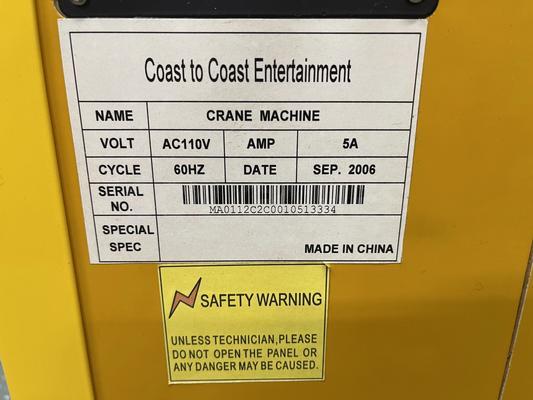 Coast to Coast Entertainment
NAME CRANE MACHINE
VOLT AC110V AMP 5A
CYCLE 60HZ DATE SEP. 2006
SERIAL NO. MA0112C2C0010513334
SPECIAL SPEC
MADE IN CHINA
SAFETY WARNING
UNLESS TECHNICIAN,PLEASE
DO NOT OPEN THE PANEL OR
ANY DANGER MAY BE CAUSED.